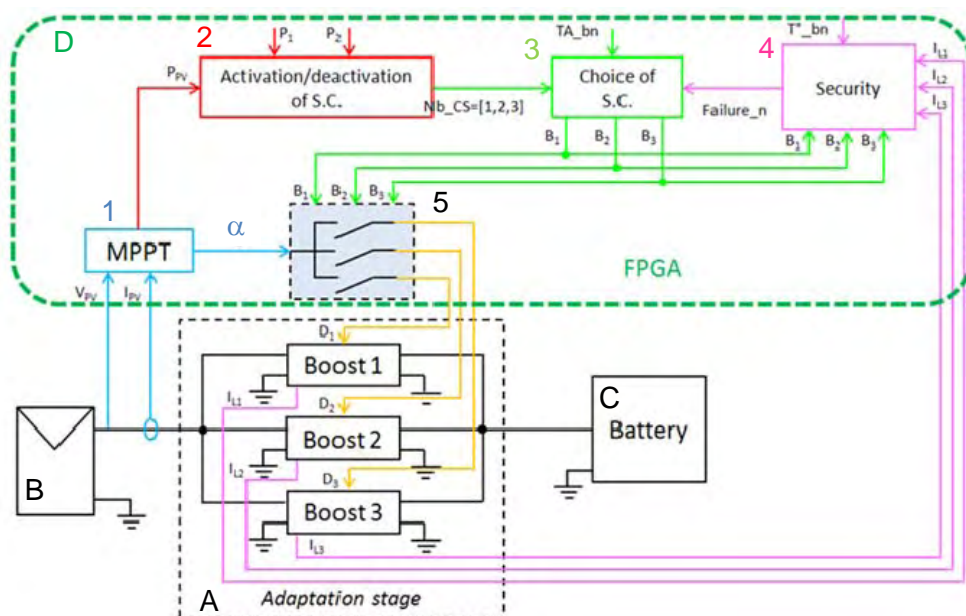 D
2
P1
P2
3
TA_bn
4
T°_bn
PPV
Activation/deactivation
of S.C.
Nb_CS=[1,2,3]
Choice of
S.C.
Failure_n
Security
IL1
IL2
IL3
B1
B2
B3
B1
B2
B3
B1
B2
B3
5
1
MPPT
α
FPGA
VPV
IPV
D1
Boost 1
IL1
D2
Boost 2
IL2
D3
Boost 3
IL3
B
C
Battery
A
Adaptation stage